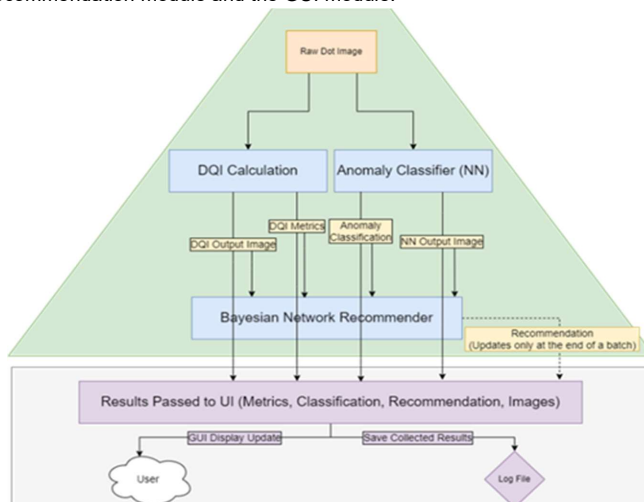 Raw Dot Image
DQI Calculation
Anomaly Classifier (NN)
DQI Metrics
Anomaly
Classification
DQI Output Image
NN Output Image
Bayesian Network Recommender
Recommendation
(Updates only at the end of a batch)
Results Passed to UI (Metrics, Classification, Recommendation, Images)
GUI Display Update
Save Collected Results
User
Log File